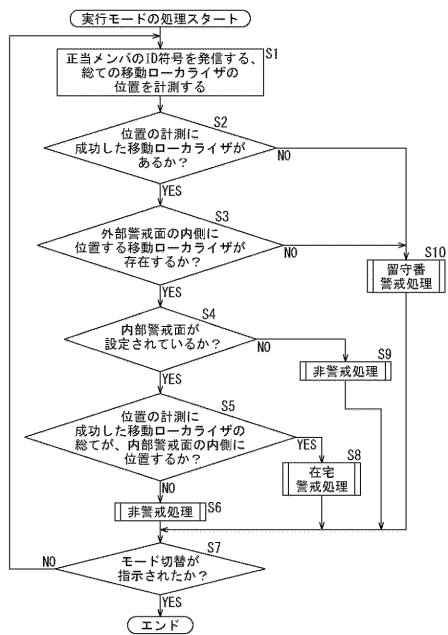 実行モードの処理スタート
S1
正当メンバのID符号を発信する、
総ての移動ローカライザの
位置を計測する
S2
位置の計測に
成功した移動ローカライザが
あるか？
NO
YES
S3
外部警戒面の内側に
位置する移動ローカライザが
存在するか？
NO
YES
S10
留守番
警戒処理
S4
内部警戒面が
設定されているか？
NO
YES
S9
非警戒処理
S5
位置の計測に
成功した移動ローカライザの
総てが、内部警戒面の内側に
位置するか？
YES
NO
S8
在宅
警戒処理
S6
非警戒処理
S7
モード切替が
指示されたか？
NO
YES
エンド